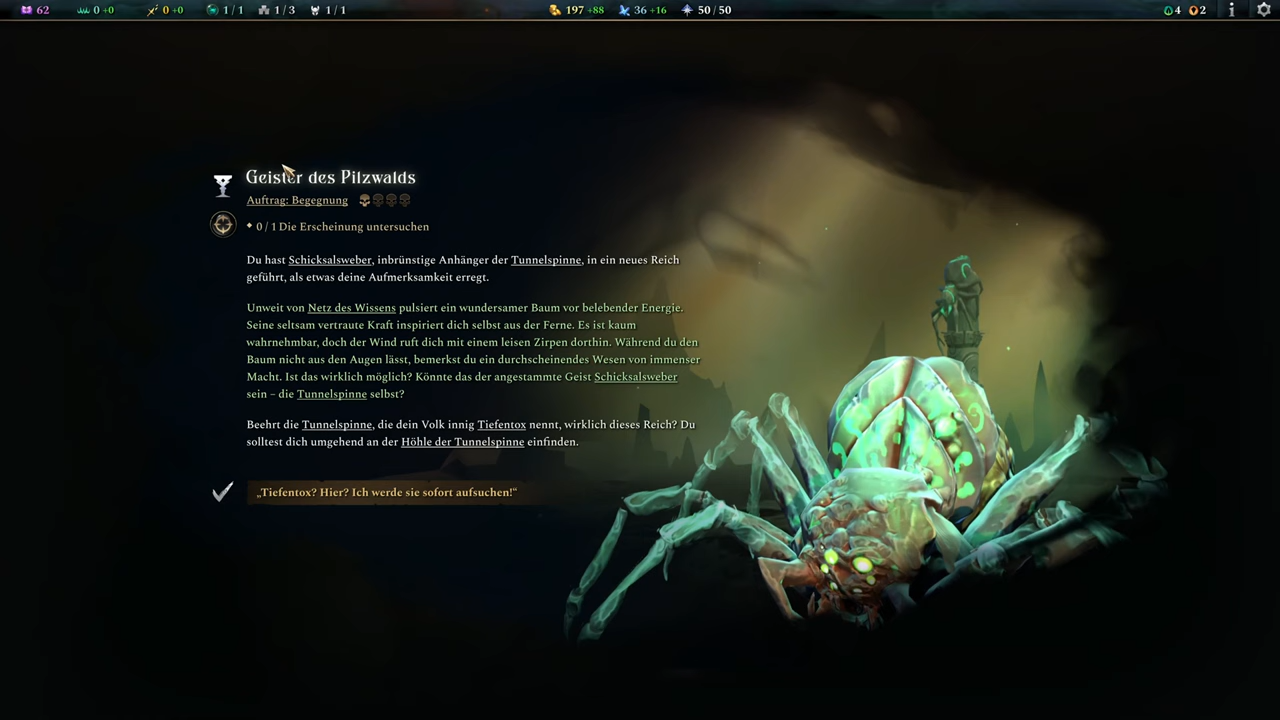 62 0 +0 0 +0 1 / 1 1 / 3 1 / 1 197 +88 36 +16 50 / 50 4 2
Geister des Pilzwalds
Auftrag: Begegnung
0 / 1 Die Erscheinung untersuchen
Du hast Schicksalsweber, inbrünstige Anhänger der Tunnelspinne, in ein neues Reich
geführt, als etwas deine Aufmerksamkeit erregt.
Unweit von Netz des Wissens pulsiert ein wundersamer Baum vor belebender Energie.
Seine seltsam vertraute Kraft inspiriert dich selbst aus der Ferne. Es ist kaum
wahrnehmbar, doch der Wind ruft dich mit einem leisen Zirpen dorthin. Während du den
Baum nicht aus den Augen lässt, bemerkst du ein durchscheinendes Wesen von immenser
Macht. Ist das wirklich möglich? Könnte das der angestammte Geist Schicksalsweber
sein – die Tunnelspinne selbst?
Beehrt die Tunnelspinne, die dein Volk innig Tiefentox nennt, wirklich dieses Reich? Du
solltest dich umgehend an der Höhle der Tunnelspinne einfinden.
„Tiefentox? Hier? Ich werde sie sofort aufsuchen!“